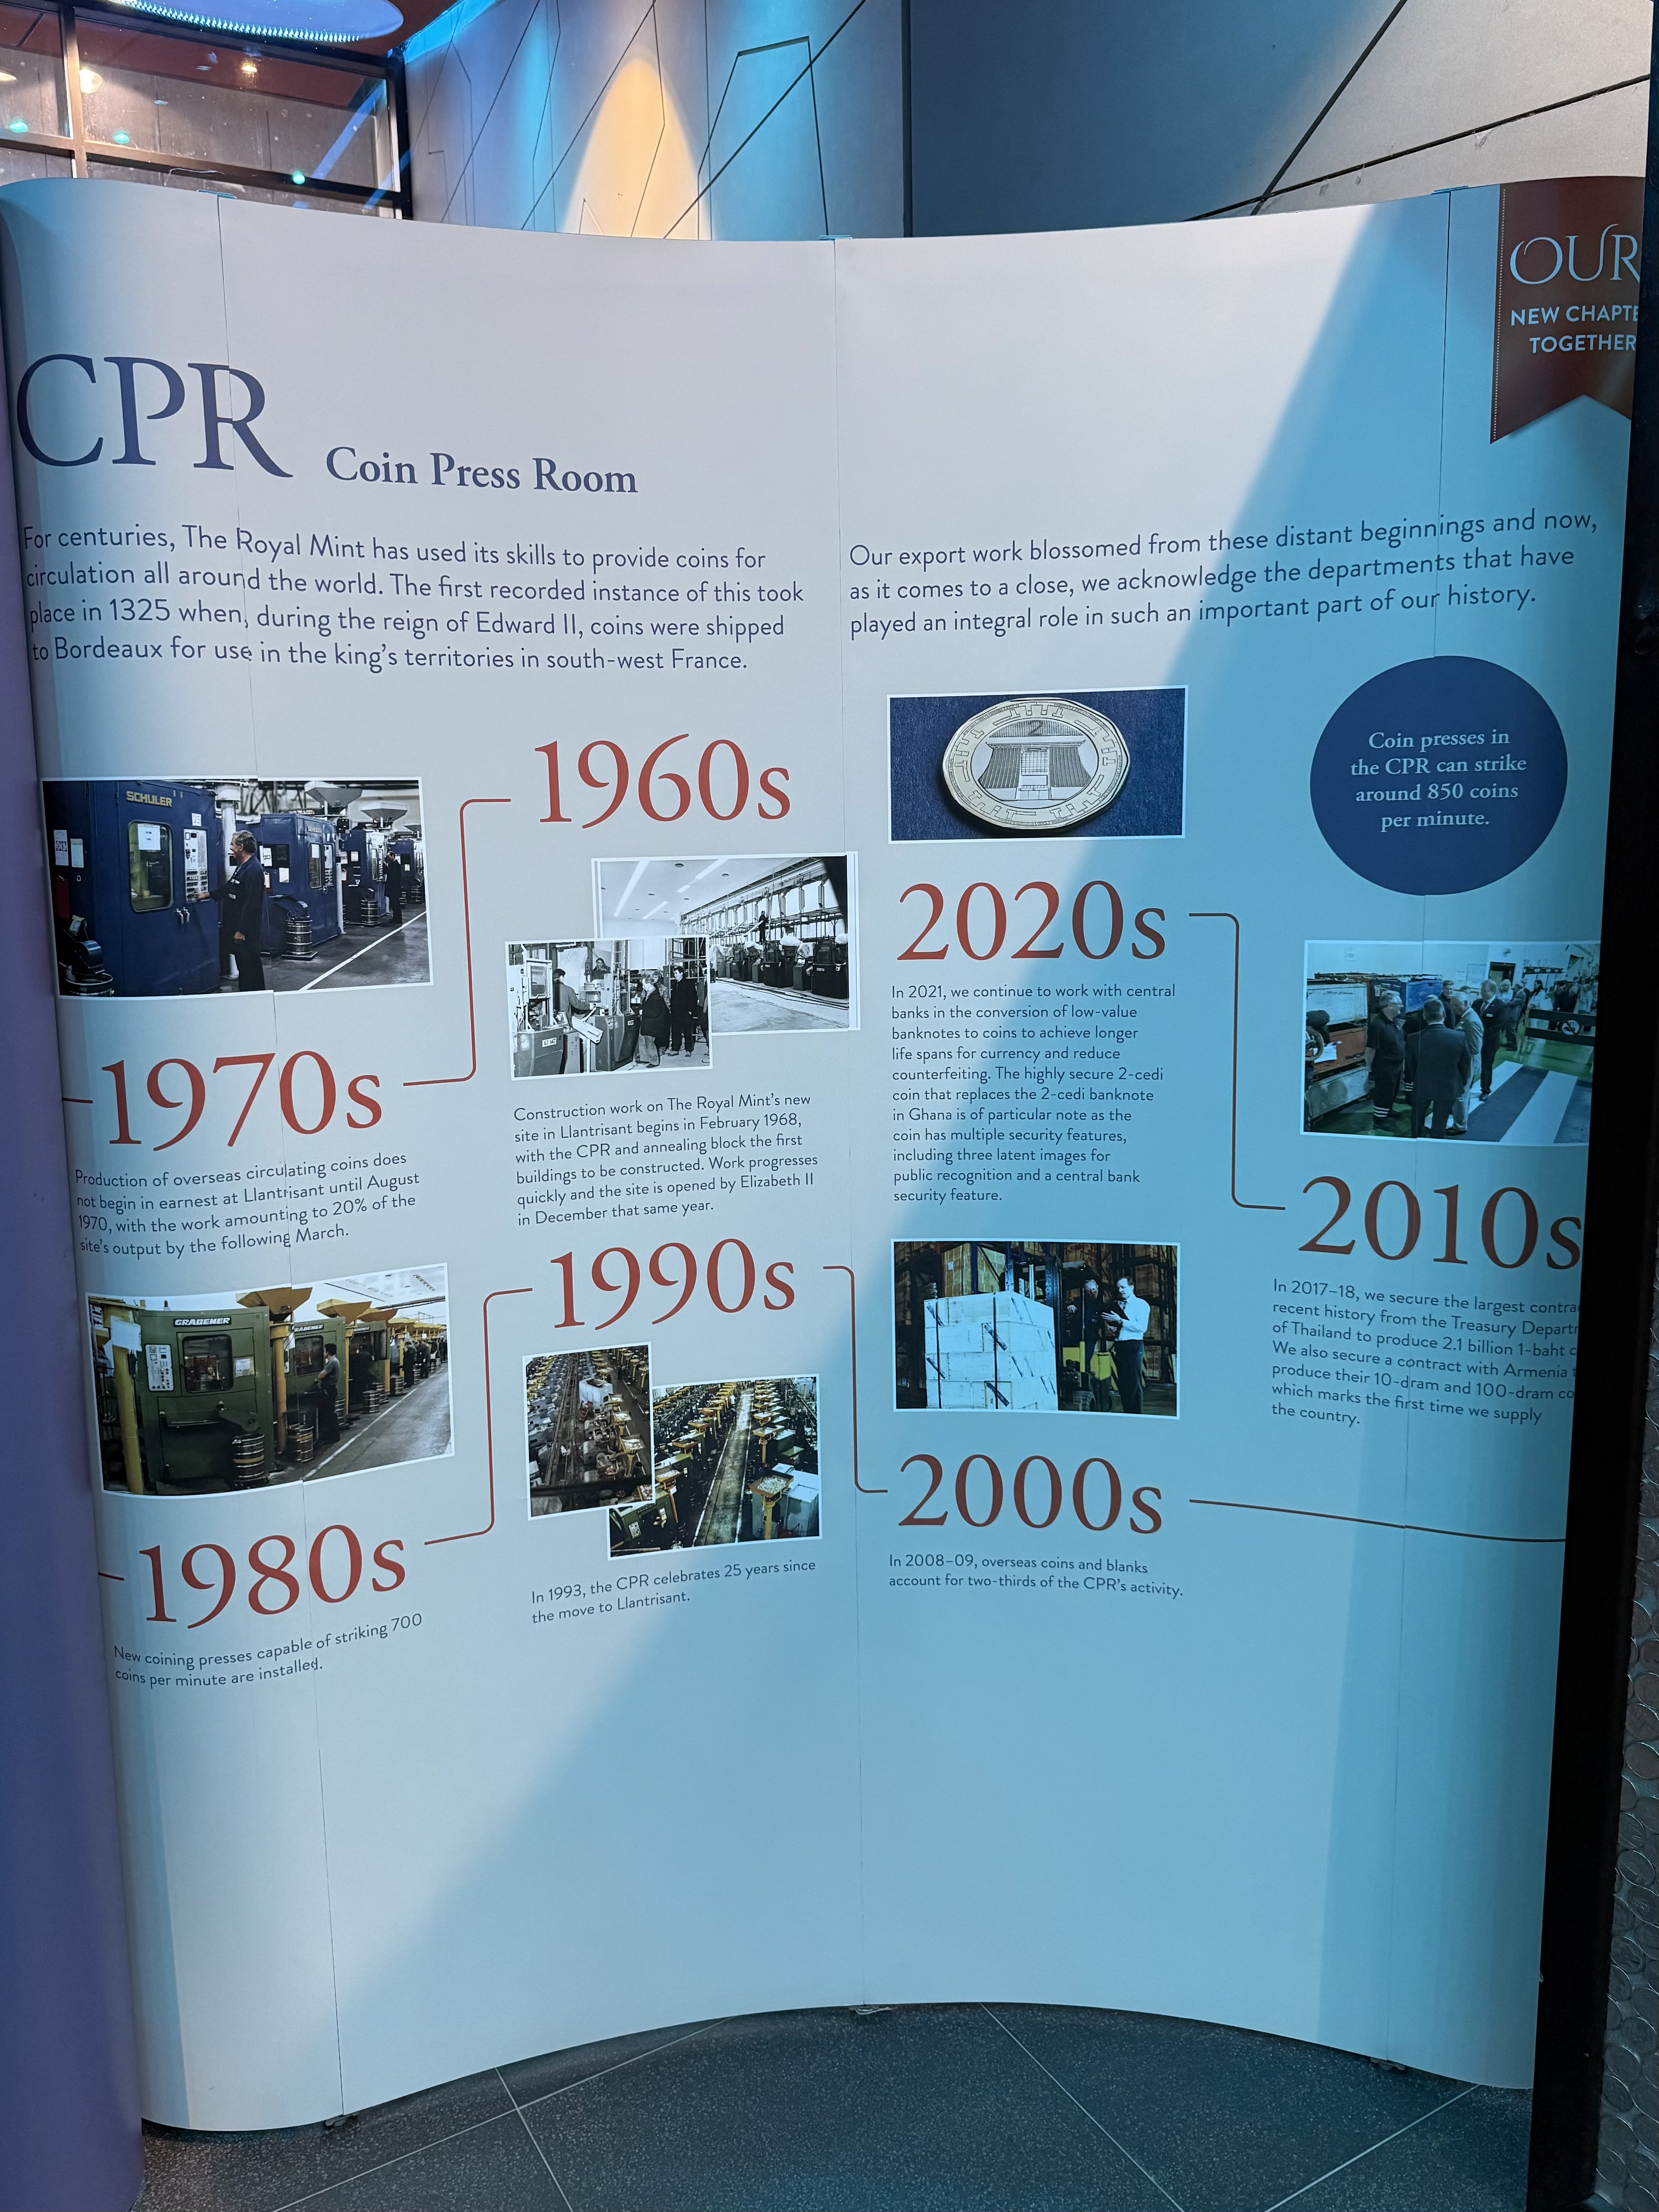 OUR
NEW CHAPTE
TOGETHER
CPR
Coin Press Room
For centuries, The Royal Mint has used its skills to provide coins for
circulation all around the world. The first recorded instance of this took
place in 1325 when, during the reign of Edward II, coins were shipped
to Bordeaux for use in the king's territories in south-west France.
Our export work blossomed from these distant beginnings and now,
as it comes to a close, we acknowledge the departments that have
played an integral role in such an important part of our history.
1960s
Construction work on The Royal Mint's new
site in Llantrisant begins in February 1968,
with the CPR and annealing block the first
buildings to be constructed. Work progresses
quickly and the site is opened by Elizabeth II
in December that same year.
SCHULER
1970s
Production of overseas circulating coins does
not begin in earnest at Llantrisant until August
1970, with the work amounting to 20% of the
site's output by the following March.
GRABENER
GRABENER
1980s
New coining presses capable of striking 700
coins per minute are installed.
1990s
In 1993, the CPR celebrates 25 years since
the move to Llantrisant.
2000s
In 2008–09, overseas coins and blanks
account for two-thirds of the CPR's activity.
2010s
In 2017–18, we secure the largest contra
recent history from the Treasury Departr
of Thailand to produce 2.1 billion 1-baht c
We also secure a contract with Armenia t
produce their 10-dram and 100-dram co
which marks the first time we supply
the country.
2
2020s
In 2021, we continue to work with central
banks in the conversion of low-value
banknotes to coins to achieve longer
life spans for currency and reduce
counterfeiting. The highly secure 2-cedi
coin that replaces the 2-cedi banknote
in Ghana is of particular note as the
coin has multiple security features,
including three latent images for
public recognition and a central bank
security feature.
Coin presses in
the CPR can strike
around 850 coins
per minute.